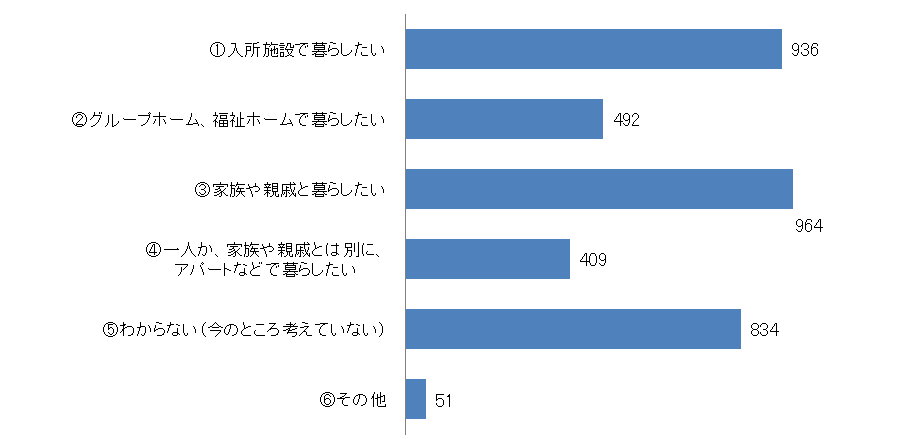 ①入所施設で暮らしたい
936
②グループホーム、福祉ホームで暮らしたい
492
③家族や親戚と暮らしたい
964
④一人か、家族や親戚とは別に、
アパートなどで暮らしたい
409
⑤わからない（今のところ考えていない）
834
⑥その他
51